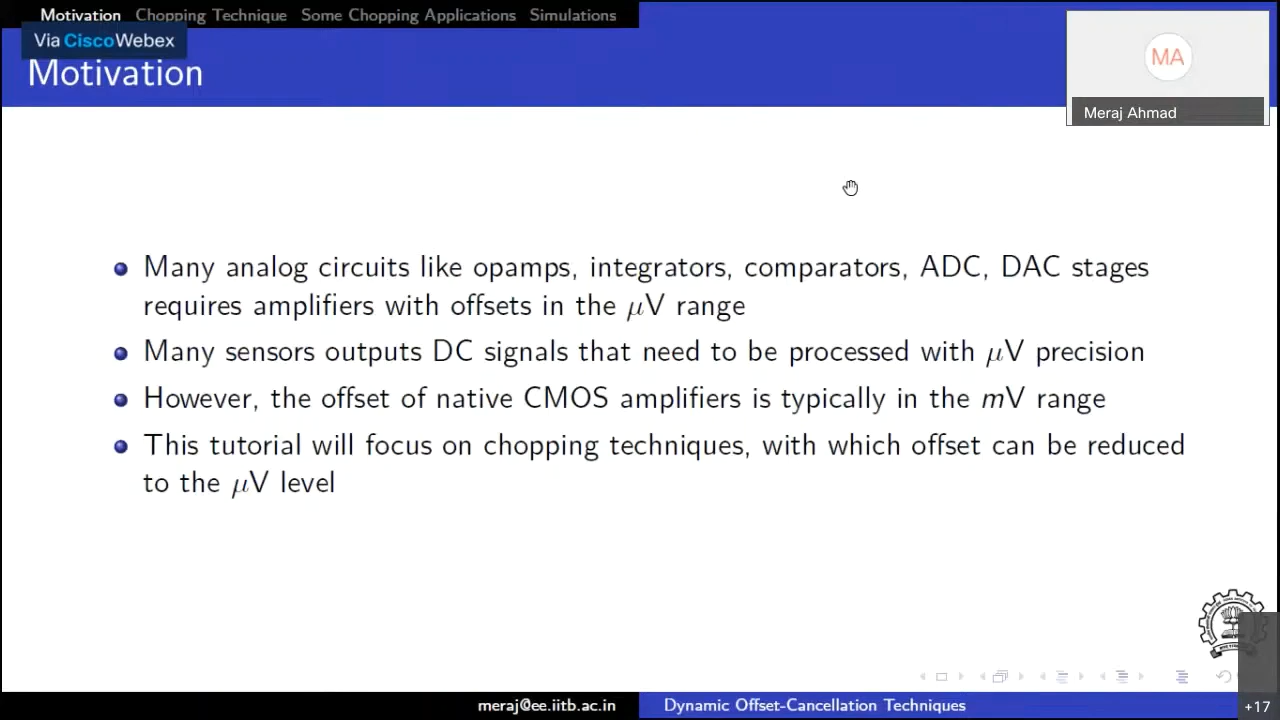 Motivation Chopping Technique Some Chopping Applications Simulations
Via CiscoWebex
Motivation
MA
Meraj Ahmad
Many analog circuits like opamps, integrators, comparators, ADC, DAC stages
requires amplifiers with offsets in the μV range
Many sensors outputs DC signals that need to be processed with μV precision
However, the offset of native CMOS amplifiers is typically in the mV range
This tutorial will focus on chopping techniques, with which offset can be reduced
to the μV level
meraj@ee.iitb.ac.in Dynamic Offset-Cancellation Techniques
+17